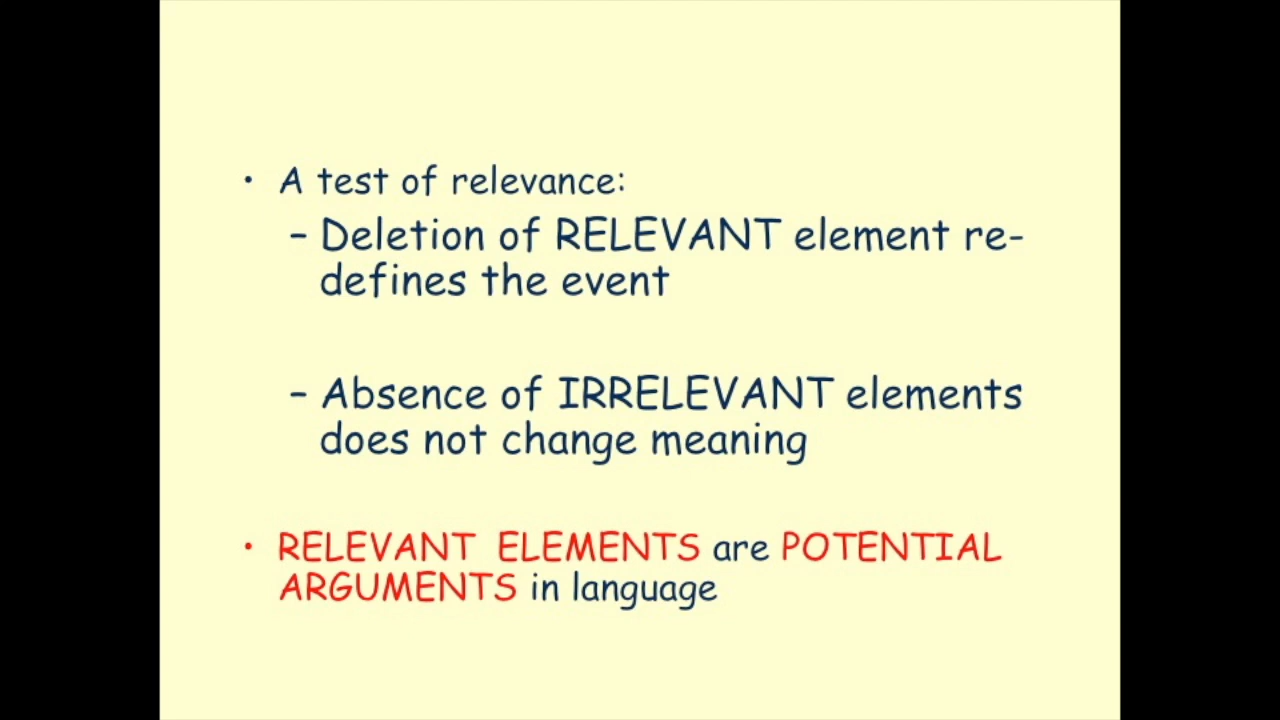 • A test of relevance:
– Deletion of RELEVANT element re-
defines the event
– Absence of IRRELEVANT elements
does not change meaning
• RELEVANT ELEMENTS are POTENTIAL
ARGUMENTS in language